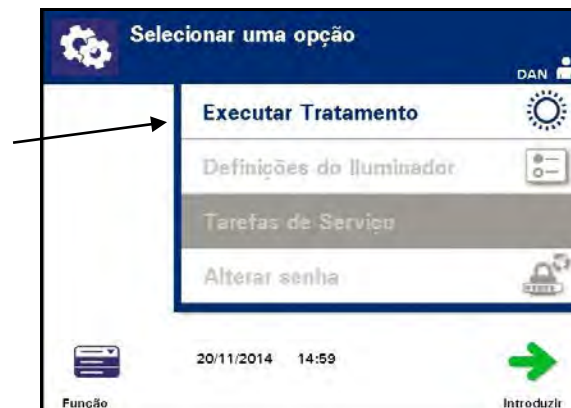 Selecionar uma opção
DAN
Executar Tratamento
Definições do Iluminador
Tarefas de Serviço
Alterar senha
20/11/2014 14:59
Função
Introduzir